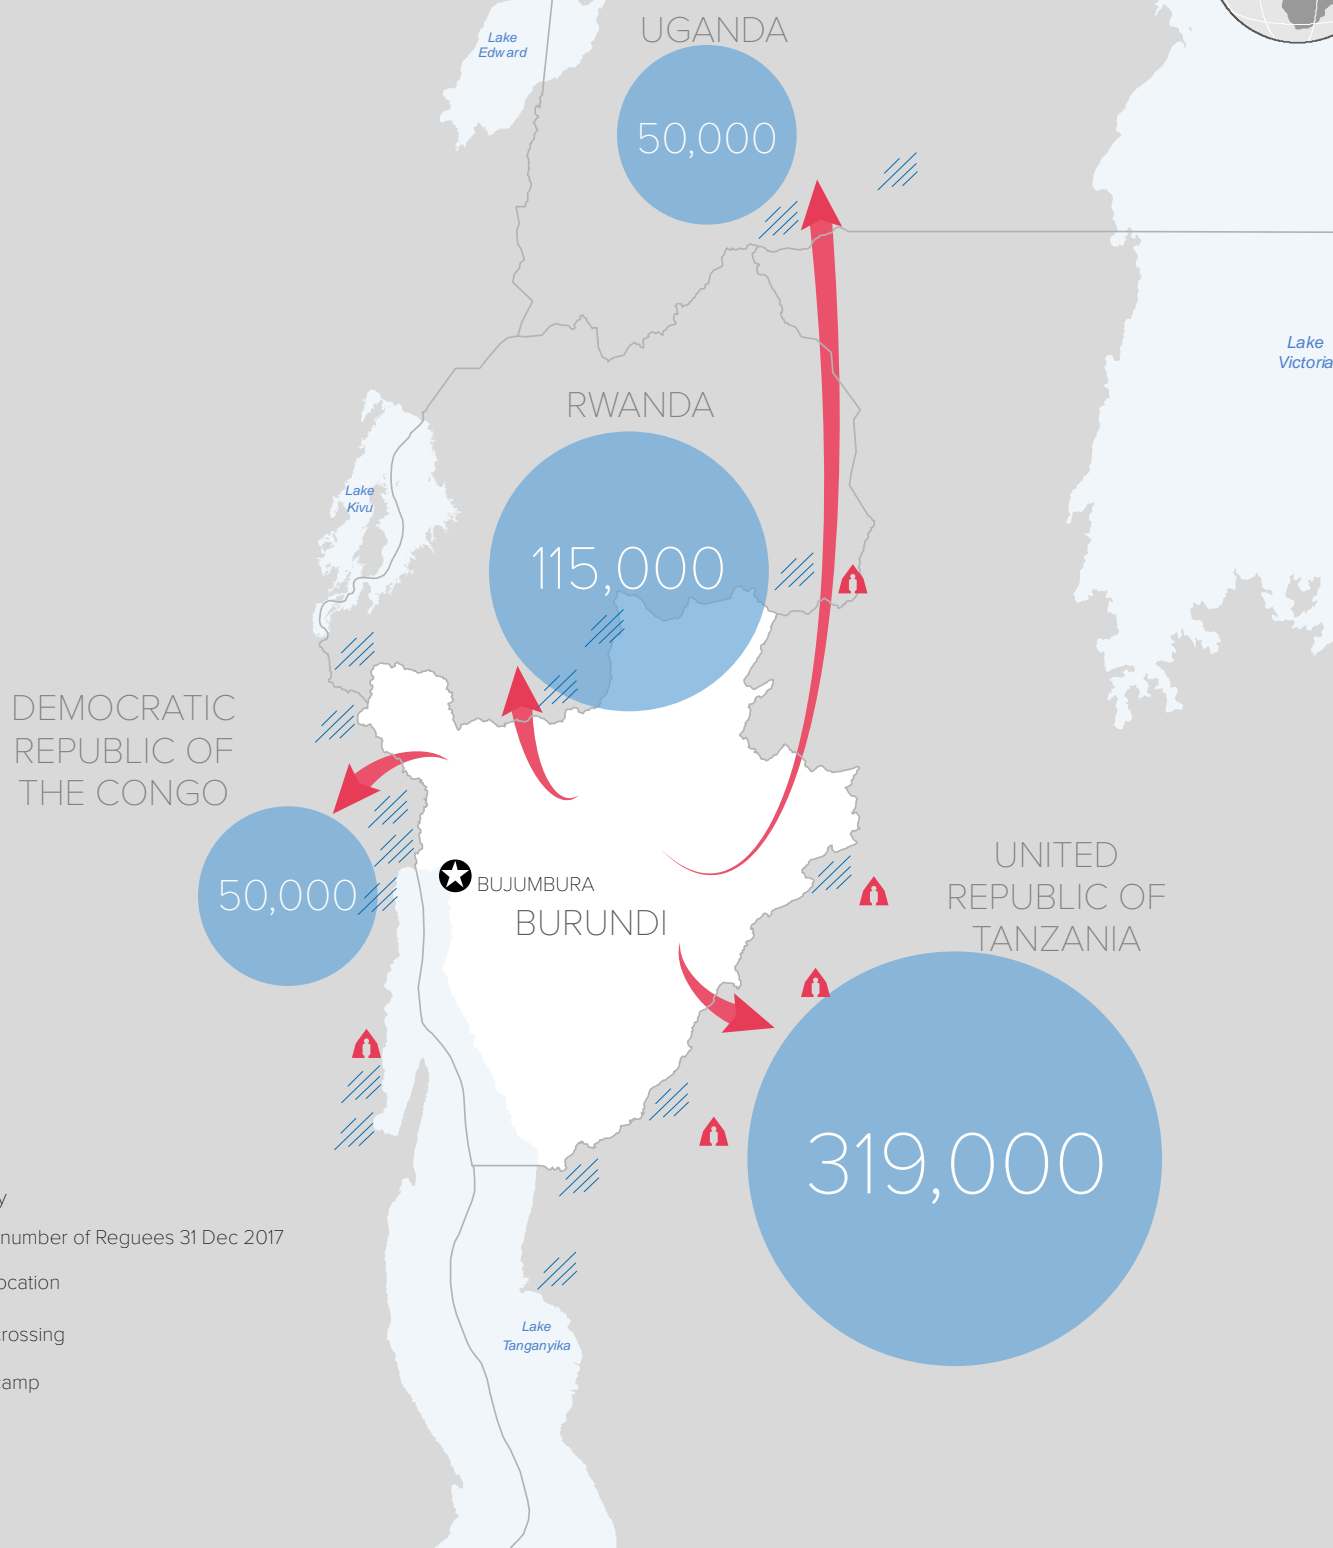 UGANDA
Lake
Edward
50,000
Lake
Victoria
RWANDA
Lake
Kivu
115,000
DEMOCRATIC
REPUBLIC OF
THE CONGO
50,000
BUJUMBURA
BURUNDI
UNITED
REPUBLIC OF
TANZANIA
319,000
y
number of Reguees 31 Dec 2017
ocation
rossing
amp
Lake
Tanganyika